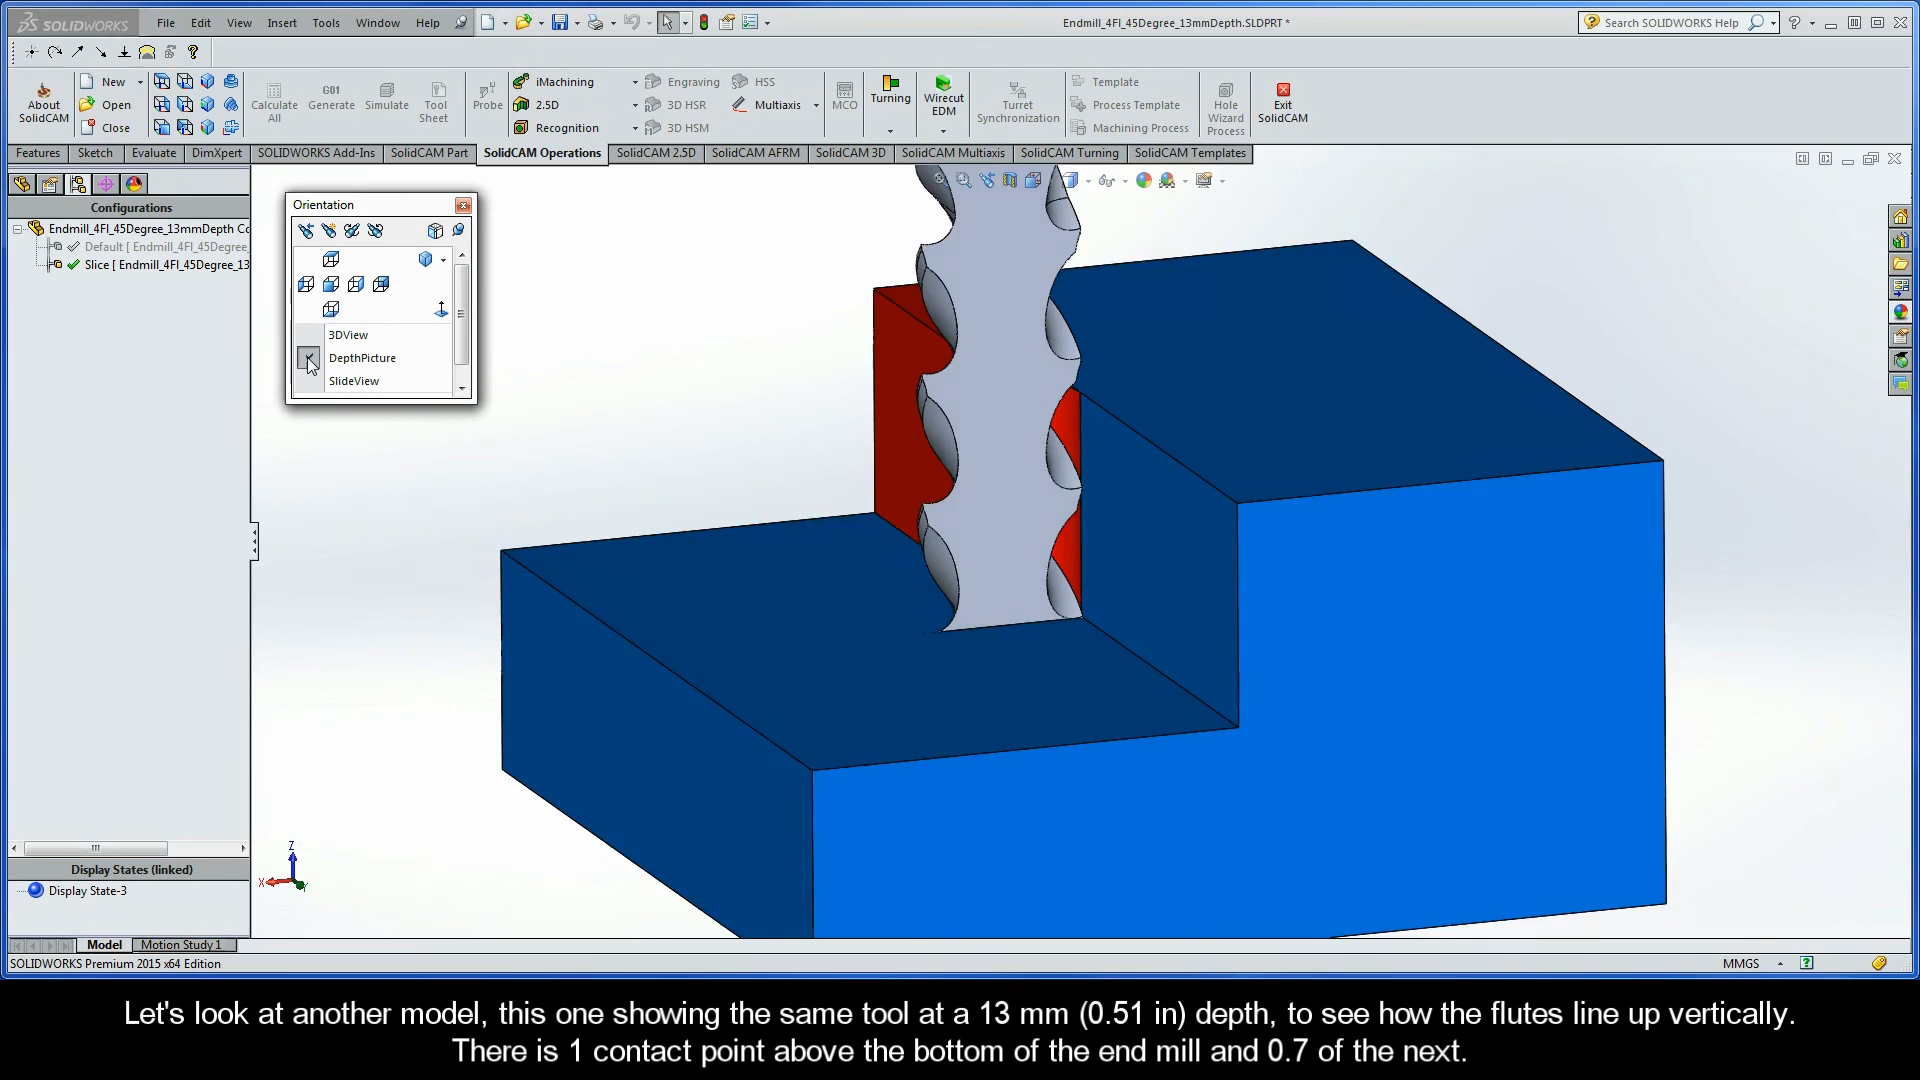 SOLIDWORKS File Edit View Insert Tools Window Help Endmill_4Fl_45Degree_13mmDepth.SLDPRT * Search SOLIDWORKS Help
About SolidCAM
New
Open
Close
Calculate All
G01
Generate
Simulate
Tool Sheet
Probe
iMachining
2.5D
Recognition
Engraving
3D HSR
3D HSM
HSS
Multiaxis
MCO
Turning
Wirecut EDM
Turret Synchronization
Template
Process Template
Machining Process
Hole Wizard Process
Exit SolidCAM
Features Sketch Evaluate DimXpert SOLIDWORKS Add-Ins SolidCAM Part SolidCAM Operations SolidCAM 2.5D SolidCAM AFRM SolidCAM 3D SolidCAM Multiaxis SolidCAM Turning SolidCAM Templates
Configurations
Endmill_4Fl_45Degree_13mmDepth Co
Default [ Endmill_4Fl_45Degree_
Slice [ Endmill_4Fl_45Degree_13
Orientation
3DView
DepthPicture
SlideView
Z
X
Y
Display States (linked)
Display State-3
Model Motion Study 1
SOLIDWORKS Premium 2015 x64 Edition MMGS
Let's look at another model, this one showing the same tool at a 13 mm (0.51 in) depth, to see how the flutes line up vertically.
There is 1 contact point above the bottom of the end mill and 0.7 of the next.